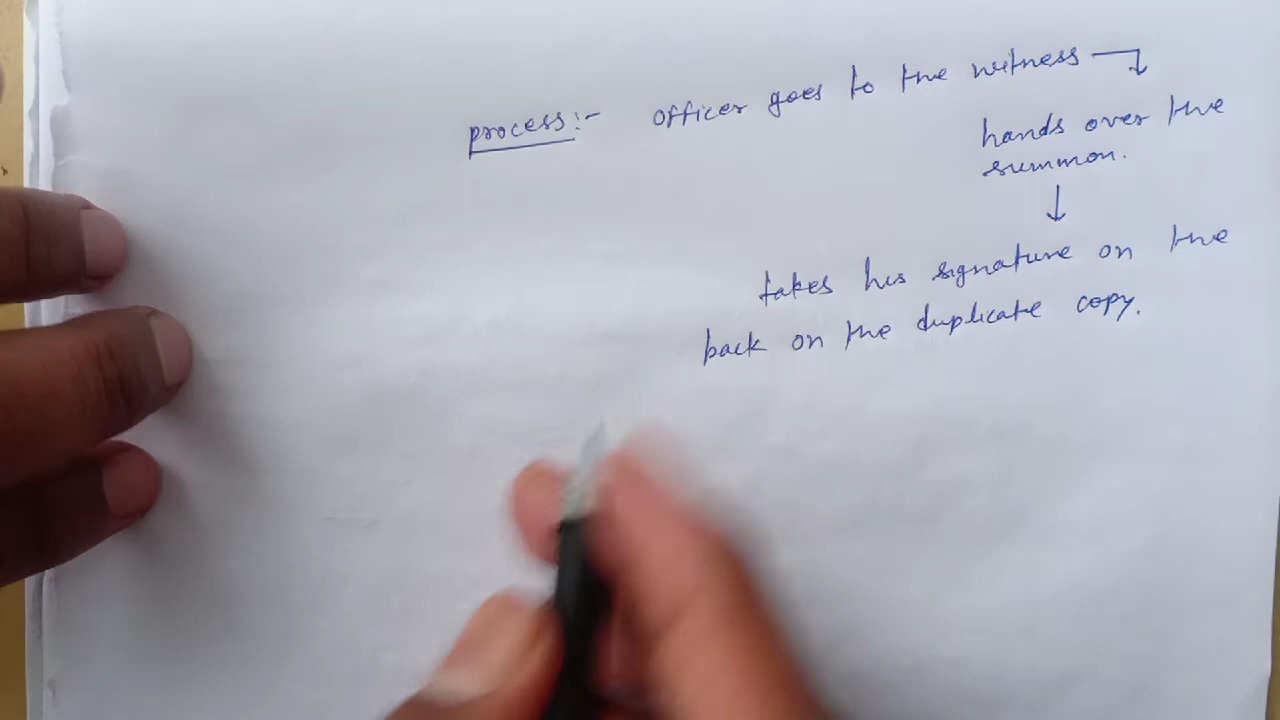 process:- officer goes to the witness
hands over the
summon.
takes his signature on the
back on the duplicate copy.